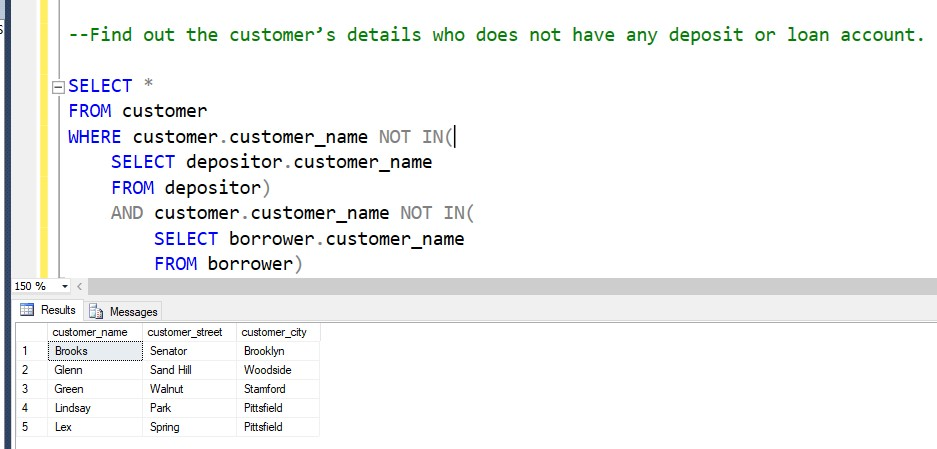 --Find out the customer’s details who does not have any deposit or loan account.
SELECT *
FROM customer
WHERE customer.customer_name NOT IN(
SELECT depositor.customer_name
FROM depositor)
AND customer.customer_name NOT IN(
SELECT borrower.customer_name
FROM borrower)
150 %
Results Messages
customer_name customer_street customer_city
1 Brooks Senator Brooklyn
2 Glenn Sand Hill Woodside
3 Green Walnut Stamford
4 Lindsay Park Pittsfield
5 Lex Spring Pittsfield